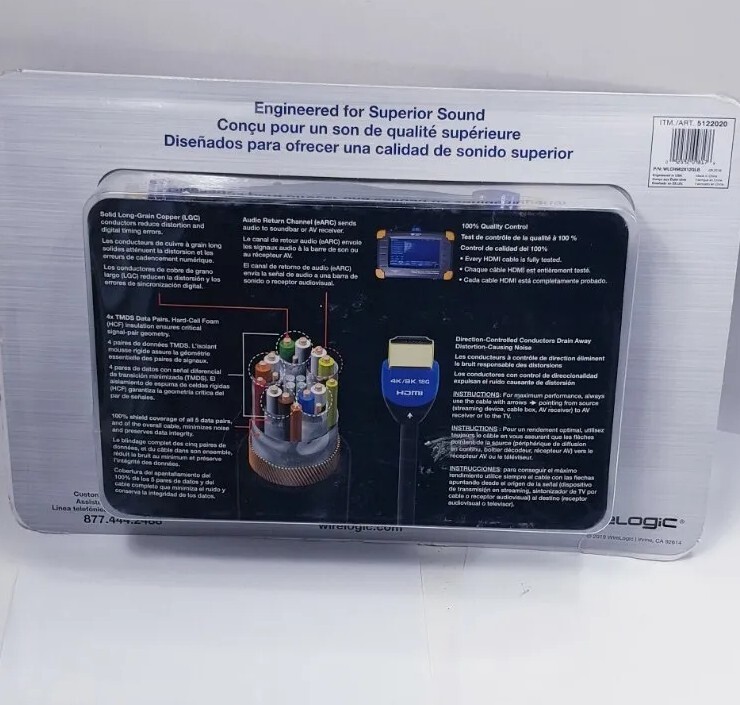 Engineered for Superior Sound
Conçu pour un son de qualité supérieure
Diseñados para ofrecer una calidad de sonido superior
ITM./ART. 5122020
Solid Long-Grain Copper (LGC)
conductors reduce distortion and
digital timing errors.
Les conducteurs de cuivre à grain long
solides atténuent la distorsion et les
erreurs de cadencement numérique.
Los conductores de cobre de grano
largo (LGC) reducen la distorsión y los
errores de sincronización digital.
Audio Return Channel (eARC) sends
audio to soundbar or AV receiver.
Le canal de retour audio (eARC) envoie
les signaux audio à la barre de son ou
au récepteur AV.
El canal de retorno de audio (eARC)
envía la señal de audio a una barra de
sonido o receptor audiovisual.
100% Quality Control
Test de contrôle de la qualité à 100 %
Control de calidad del 100%
• Every HDMI cable is fully tested.
• Chaque câble HDMI est entièrement testé.
• Cada cable HDMI está completamente probado.
4x TMDS Data Pairs. Hard-Cell Foam
(HCF) insulation ensures critical
signal-pair geometry.
4 paires de données TMDS. L'isolant
mousse rigide assure la géométrie
essentielle des paires de signaux.
4 pares de datos con señal diferencial
de transición minimizada (TMDS). El
aislamiento de espuma de celdas rígidas
(HCF) garantiza la geometría crítica del
par de señales.
100% shield coverage of all 5 data pairs,
and of the overall cable, minimizes noise
and preserves data integrity.
Le blindage complet des cinq paires de
données, et du câble dans son ensemble,
réduit le bruit au minimum et préserve
l'intégrité des données.
Cobertura del apantallamiento del
100% de los 5 pares de datos y del
cable completo que minimiza el ruido y
conserva la integridad de los datos.
4K/8K 18G
HDMI
Direction-Controlled Conductors Drain Away
Distortion-Causing Noise
Les conducteurs à contrôle de direction éliminent
le bruit responsable des distorsions
Los conductores con control de direccionalidad
expulsan el ruido causante de distorsión
INSTRUCTIONS: For maximum performance, always
use the cable with arrows ➔ pointing from source
(streaming device, cable box, AV receiver) to AV
receiver or to the TV.
INSTRUCTIONS : Pour un rendement optimal, utilisez
toujours le câble en vous assurant que les flèches
de la source (périphérique de diffusion
en continu, boîtier décodeur, récepteur AV) vers le
récepteur AV ou le téléviseur.
INSTRUCCIONES: para conseguir el máximo
rendimiento utilice siempre el cable con las flechas
apuntando desde el origen de la señal (dispositivo
de transmisión en streaming, sintonizador de TV por
cable o receptor audiovisual) al destino (receptor
audiovisual o televisor).
wirelogic.com